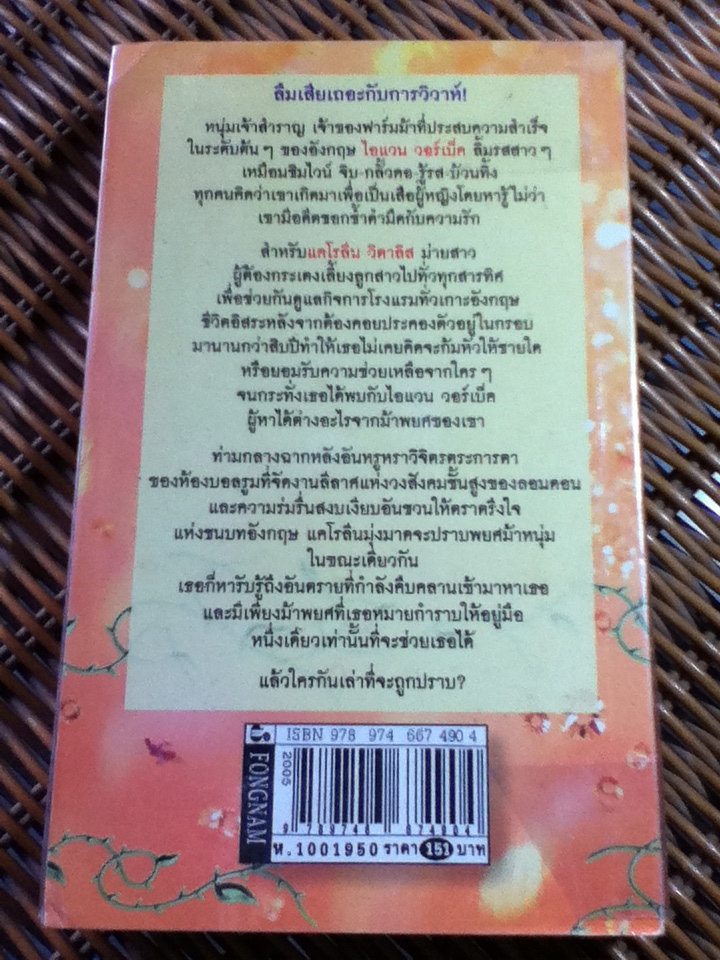 ลืมเสียเถอะกับการวิวาห์!
หนุ่มเจ้าสำราญ เจ้าของฟาร์มม้าที่ประสบความสำเร็จ
ในระดับต้น ๆ ของอังกฤษ ไอแวน วอร์เบ็ค ลิ้มรสสาว ๆ
เหมือนชิมไวน์ จิบ-กลั้วคอ-รู้รส-บ้วนทิ้ง
ทุกคนคิดว่าเขาเกิดมาเพื่อเป็นเสือผู้หญิงโดยหารู้ไม่ว่า
เขามีอดีตชอกช้ำดำมืดกับความรัก
สำหรับแคโรลีน วิตาลิส ม่ายสาว
ผู้ต้องกระเตงเลี้ยงลูกสาวไปทั่วทุกสารทิศ
เพื่อช่วยกันดูแลกิจการโรงแรมทั่วเกาะอังกฤษ
ชีวิตอิสระหลังจากต้องคอยประคองตัวอยู่ในกรอบ
มานานกว่าสิบปีทำให้เธอไม่เคยคิดจะก้มหัวให้ชายใด
หรือยอมรับความช่วยเหลือจากใคร ๆ
จนกระทั่งเธอได้พบกับไอแวน วอร์เบ็ค
ผู้หาได้ต่างอะไรจากม้าพยศของเขา
ท่ามกลางฉากหลังอันหรูหราวิจิตรตระการตา
ของห้องบอลรูมที่จัดงานลีลาศแห่งวงสังคมชั้นสูงของลอนดอน
และความร่มรื่นสงบเงียบอันชวนให้ตราตรึงใจ
แห่งชนบทอังกฤษ แคโรลีนมุ่งมาดจะปราบพยศม้าหนุ่ม
ในขณะเดียวกัน
เธอก็หารับรู้ถึงอันตรายที่กำลังคืบคลานเข้ามาหาเธอ
และมีเพียงม้าพยศที่เธอหมายกำราบให้อยู่มือ
หนึ่งเดียวเท่านั้นที่จะช่วยเธอได้
แล้วใครกันเล่าที่จะถูกปราบ?
ISBN 978 974 667 490 4
2005
FONGNAM
9 789746 674904
ห.1001950 ราคา 151 บาท